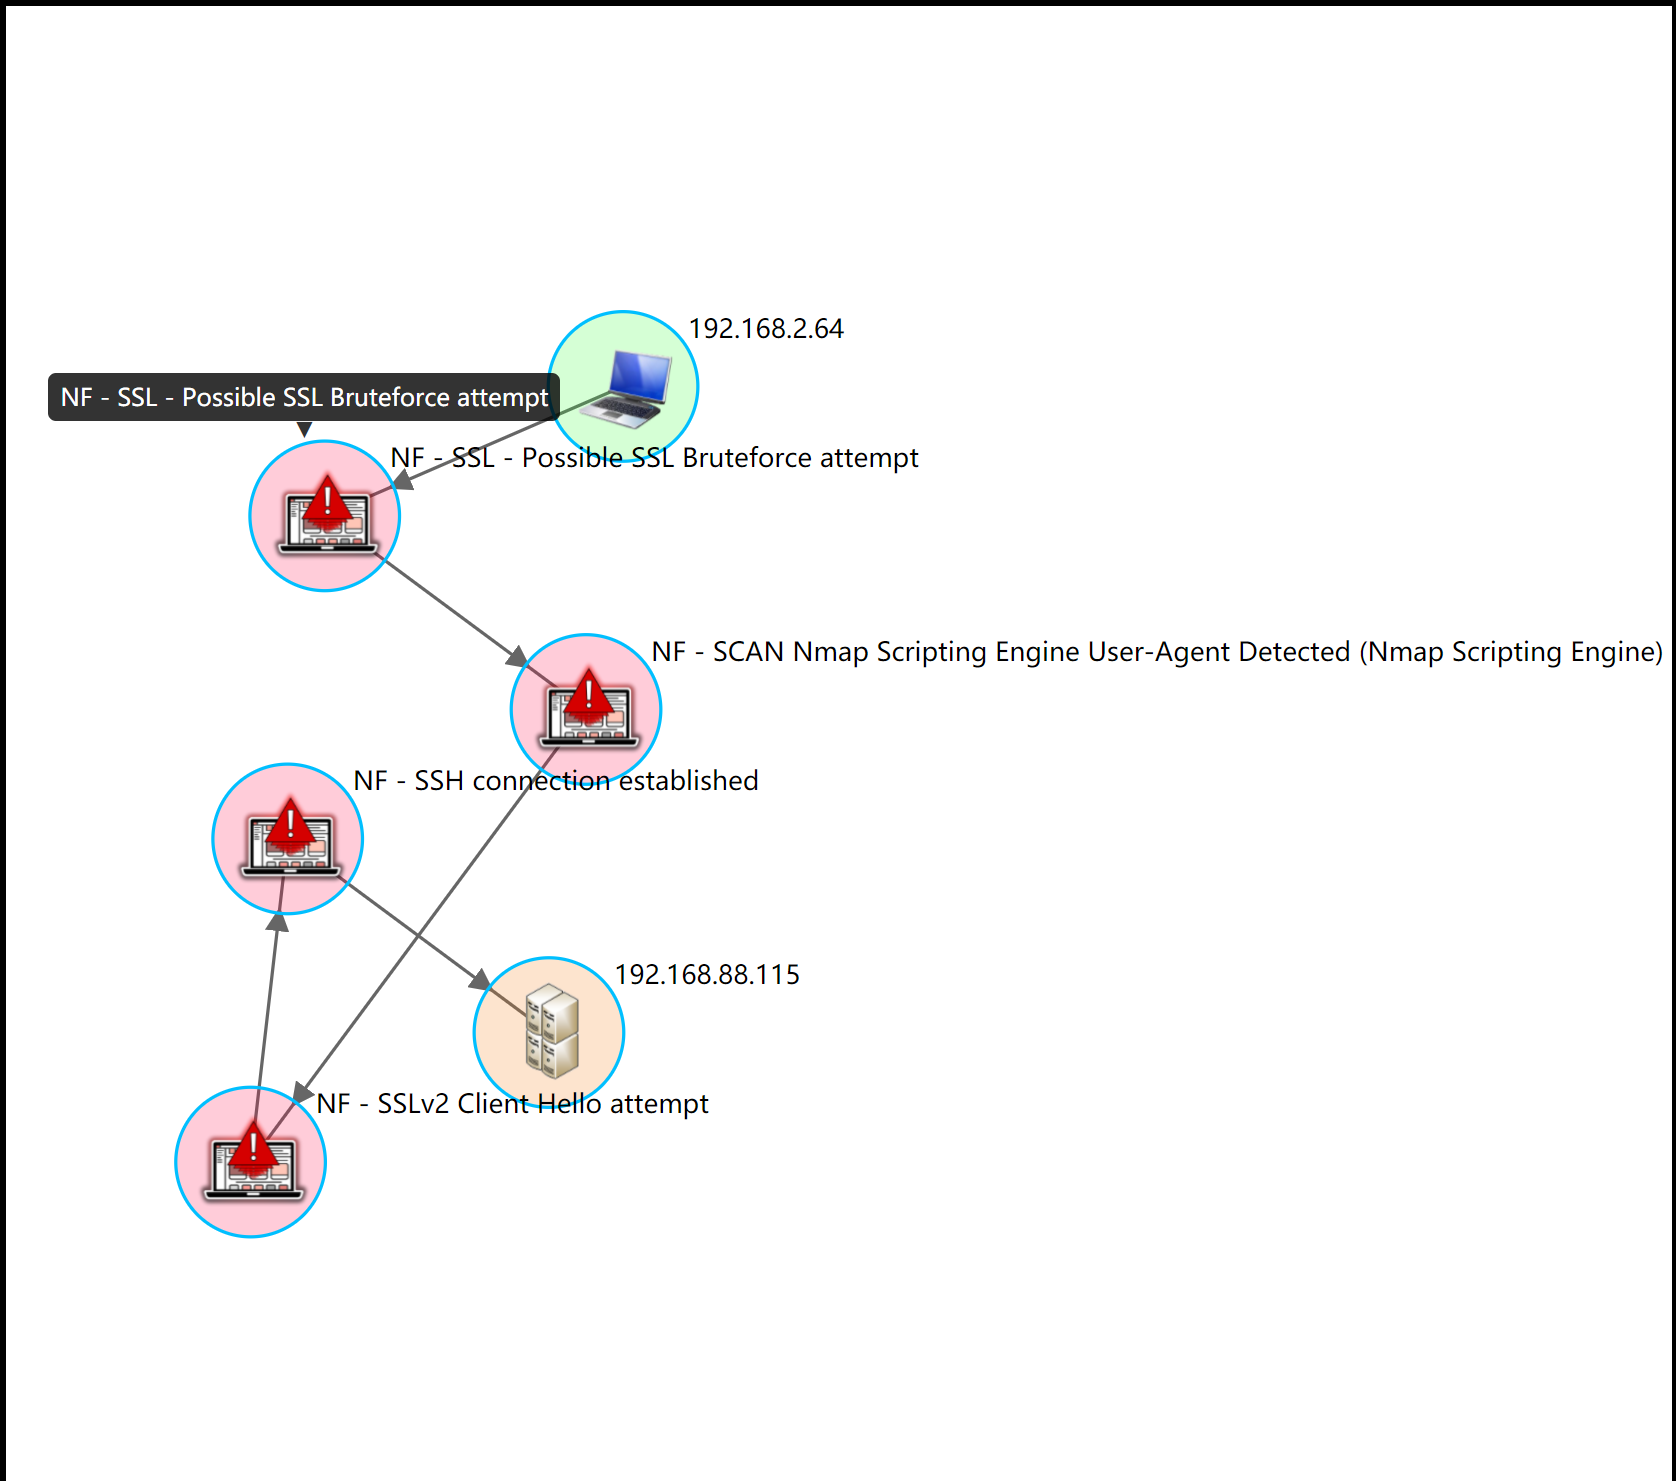 192.168.2.64
NF - SSL - Possible SSL Bruteforce attempt
NF - SSL - Possible SSL Bruteforce attempt
NF - SCAN Nmap Scripting Engine User-Agent Detected (Nmap Scripting Engine)
NF - SSH connection established
192.168.88.115
NF - SSLv2 Client Hello attempt